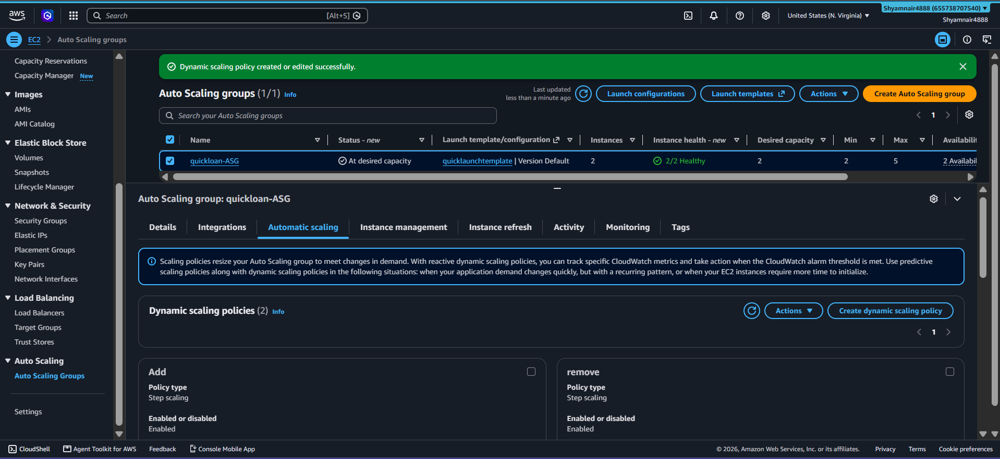 aws
Search [Alt+S]
United States (N. Virginia)
Shyamnair4888 (655738707540)
Shyamnair4888
EC2 Auto Scaling groups
Capacity Reservations
Capacity Manager New
Images
AMIs
AMI Catalog
Elastic Block Store
Volumes
Snapshots
Lifecycle Manager
Network & Security
Security Groups
Elastic IPs
Placement Groups
Key Pairs
Network Interfaces
Load Balancing
Load Balancers
Target Groups
Trust Stores
Auto Scaling
Auto Scaling Groups
Settings
Dynamic scaling policy created or edited successfully.
Auto Scaling groups (1/1) Info
Last updated
less than a minute ago
Launch configurations Launch templates Actions Create Auto Scaling group
Search your Auto Scaling groups
1
Name Status - new Launch template/configuration Instances Instance health - new Desired capacity Min Max Availabilit
quickloan-ASG At desired capacity quicklaunchtemplate | Version Default 2 2/2 Healthy 2 2 5 2 Availabil
Auto Scaling group: quickloan-ASG
Details Integrations Automatic scaling Instance management Instance refresh Activity Monitoring Tags
Scaling policies resize your Auto Scaling group to meet changes in demand. With reactive dynamic scaling policies, you can track specific CloudWatch metrics and take action when the CloudWatch alarm threshold is met. Use predictive
scaling policies along with dynamic scaling policies in the following situations: when your application demand changes quickly, but with a recurring pattern, or when your EC2 instances require more time to initialize.
Dynamic scaling policies (2) Info
Actions Create dynamic scaling policy
1
Add
Policy type
Step scaling
Enabled or disabled
Enabled
remove
Policy type
Step scaling
Enabled or disabled
Enabled
CloudShell Agent Toolkit for AWS Feedback Console Mobile App
© 2026, Amazon Web Services, Inc. or its affiliates. Privacy Terms Cookie preferences